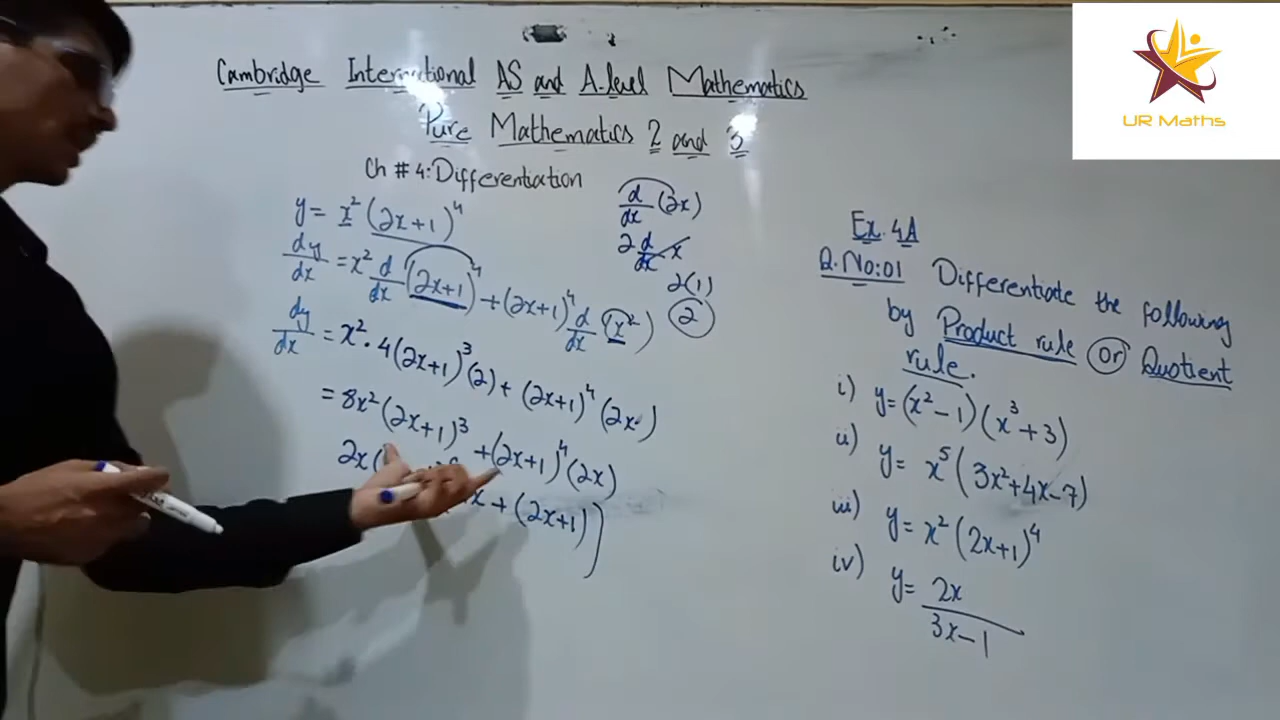 Cambridge International AS and A-level Mathematics
Pure Mathematics 2 and 3
Ch # 4: Differentiation
y = x² (2x+1)⁴
dy/dx = x² d/dx (2x+1)⁴ + (2x+1)⁴ d/dx (x²)
dy/dx = x² • 4(2x+1)³ (2) + (2x+1)⁴ (2x)
= 8x² (2x+1)³ + (2x+1)⁴ (2x)
2x( x + (2x+1))
d/dx (2x)
2 d/dx x
2(1)
2
Ex. 4A
Q.No:01 Differentiate the following
by Product rule or Quotient
rule.
i) y = (x² - 1)(x³ + 3)
ii) y = x⁵ (3x²+4x-7)
iii) y = x² (2x+1)⁴
iv) y = 2x/3x-1
UR Maths